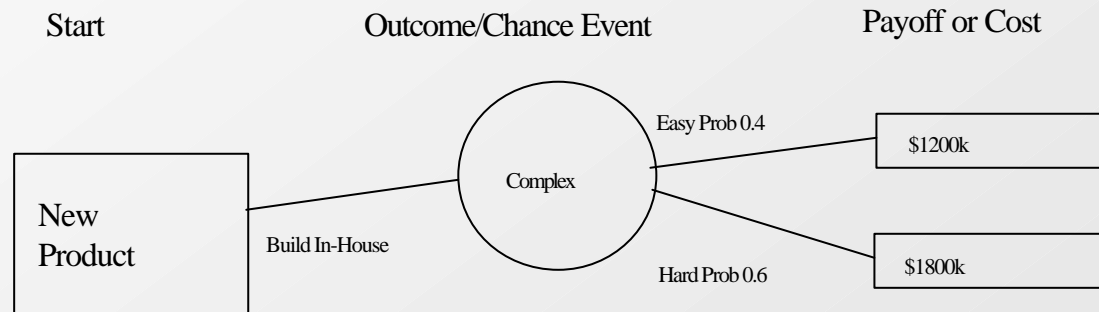 Start
Outcome/Chance Event
Payoff or Cost
Easy Prob 0.4
$1200k
Complex
New
Product
Build In-House
Hard Prob 0.6
$1800k